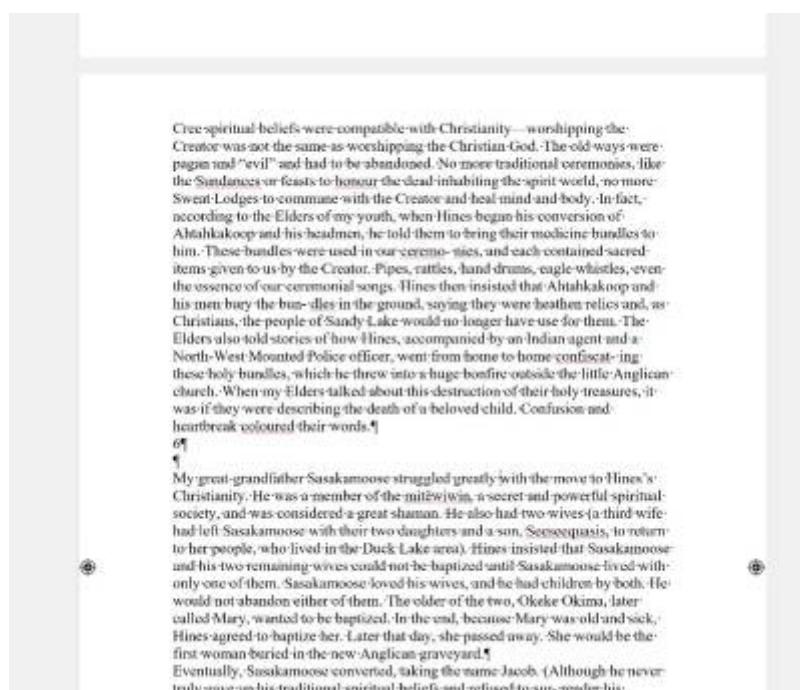 Cree spiritual beliefs were compatible with Christianity—worshipping the
Creator was not the same as worshipping the Christian God. The old ways were
pagan and “evil” and had to be abandoned. No more traditional ceremonies, like
the Sundances or feasts to honour the dead inhabiting the spirit world, no more
Sweat Lodges to commune with the Creator and heal mind and body. In fact,
according to the Elders of my youth, when Hines began his conversion of
Ahtahkakoop and his headmen, he told them to bring their medicine bundles to
him. These bundles were used in our ceremo- nies, and each contained sacred
items given to us by the Creator. Pipes, rattles, hand drums, eagle whistles, even
the essence of our ceremonial songs. Hines then insisted that Ahtahkakoop and
his men bury the bun- dles in the ground, saying they were heathen relics and, as
Christians, the people of Sandy Lake would no longer have use for them. The
Elders also told stories of how Hines, accompanied by an Indian agent and a
North-West Mounted Police officer, went from home to home confiscat- ing
these holy bundles, which he threw into a huge bonfire outside the little Anglican
church. When my Elders talked about this destruction of their holy treasures, it
was if they were describing the death of a beloved child. Confusion and
heartbreak coloured their words.¶
6¶
¶
My great-grandfather Sasakamoose struggled greatly with the move to Hines’s
Christianity. He was a member of the mitêwiwin, a secret and powerful spiritual
society, and was considered a great shaman. He also had two wives (a third wife
had left Sasakamoose with their two daughters and a son, Seeseequasis, to return
to her people, who lived in the Duck Lake area). Hines insisted that Sasakamoose
and his two remaining wives could not be baptized until Sasakamoose lived with
only one of them. Sasakamoose loved his wives, and he had children by both. He
would not abandon either of them. The older of the two, Okeke Okima, later
called Mary, wanted to be baptized. In the end, because Mary was old and sick,
Hines agreed to baptize her. Later that day, she passed away. She would be the
first woman buried in the new Anglican graveyard.¶
Eventually, Sasakamoose converted, taking the name Jacob. (Although he never
truly gave up his traditional spiritual beliefs and refused to sur- render his